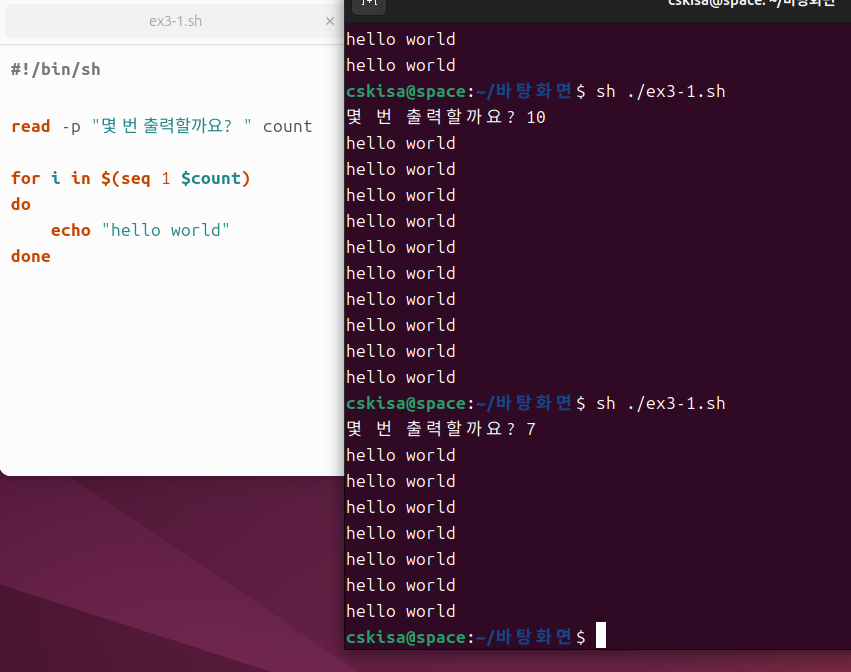 ex3-1.sh
#!/bin/sh
read -p "몇 번 출력할까요? " count
for i in $(seq 1 $count)
do
    echo "hello world"
done
cskisa@space: ~/바탕화면
hello world
hello world
cskisa@space:~/바탕화면$ sh ./ex3-1.sh
몇 번 출력할까요? 10
hello world
hello world
hello world
hello world
hello world
hello world
hello world
hello world
hello world
hello world
cskisa@space:~/바탕화면$ sh ./ex3-1.sh
몇 번 출력할까요? 7
hello world
hello world
hello world
hello world
hello world
hello world
hello world
cskisa@space:~/바탕화면$